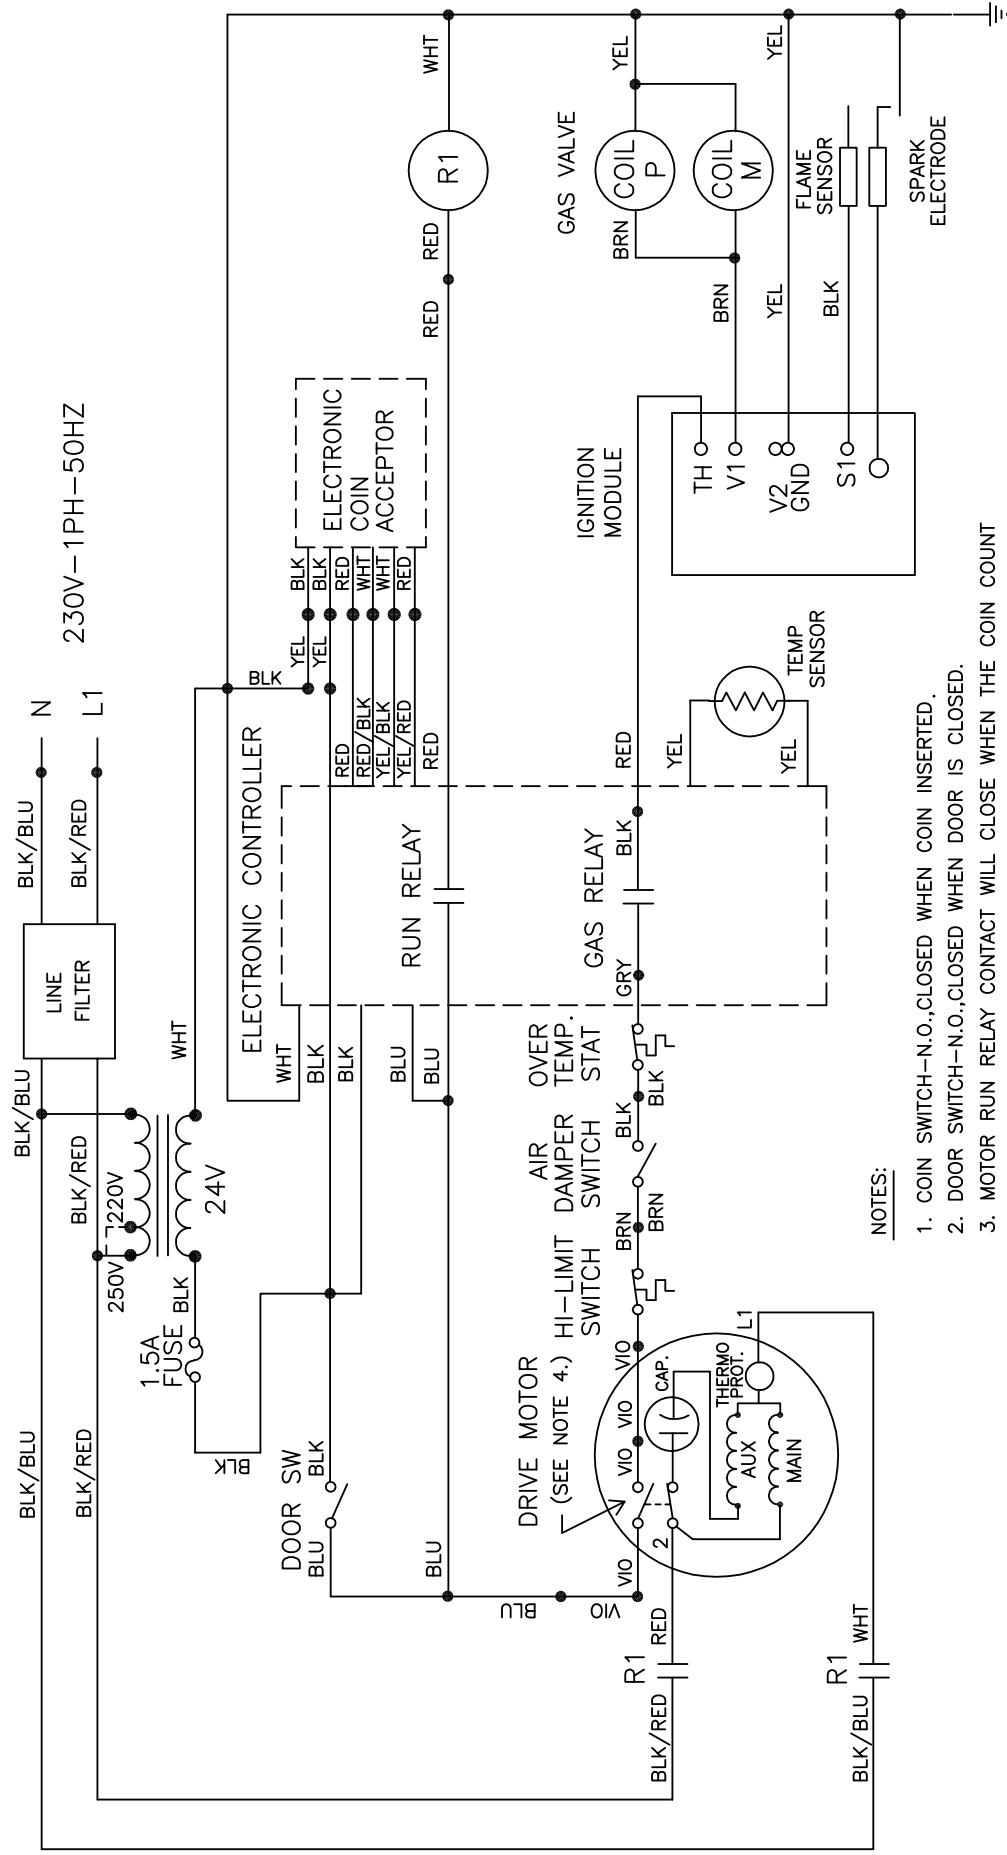 230V-1PH-50HZ
N
L1
BLK/BLU
BLK/RED
LINE
FILTER
BLK/BLU
BLK/RED
250V
220V
24V
WHT
BLK
1.5A
FUSE
BLK
BLK/BLU
BLK/RED
ELECTRONIC CONTROLLER
WHT
BLK
BLK
BLU
BLU
RUN RELAY
GAS RELAY
GRY
BLK
BLK
YEL
YEL
BLK
BLK
RED
WHT
WHT
RED
RED
RED/BLK
YEL/BLK
YEL/RED
RED
ELECTRONIC
COIN
ACCEPTOR
RED
RED
R1
WHT
DOOR SW
BLU
BLK
BLU
BLU
VIO
DRIVE MOTOR
(SEE NOTE 4.)
VIO
VIO
VIO
VIO
2
CAP.
THERMO
PROT.
AUX
MAIN
L1
R1
BLK/RED
RED
R1
BLK/BLU
WHT
HI-LIMIT
SWITCH
BRN
BRN
AIR
DAMPER
SWITCH
BLK
BLK
OVER
TEMP.
STAT
RED
YEL
YEL
TEMP
SENSOR
IGNITION
MODULE
TH
V1
V2
GND
S1
GAS VALVE
BRN
BRN
COIL
P
COIL
M
YEL
YEL
YEL
BLK
FLAME
SENSOR
SPARK
ELECTRODE
NOTES:
1. COIN SWITCH-N.O.,CLOSED WHEN COIN INSERTED.
2. DOOR SWITCH-N.O.,CLOSED WHEN DOOR IS CLOSED.
3. MOTOR RUN RELAY CONTACT WILL CLOSE WHEN THE COIN COUNT